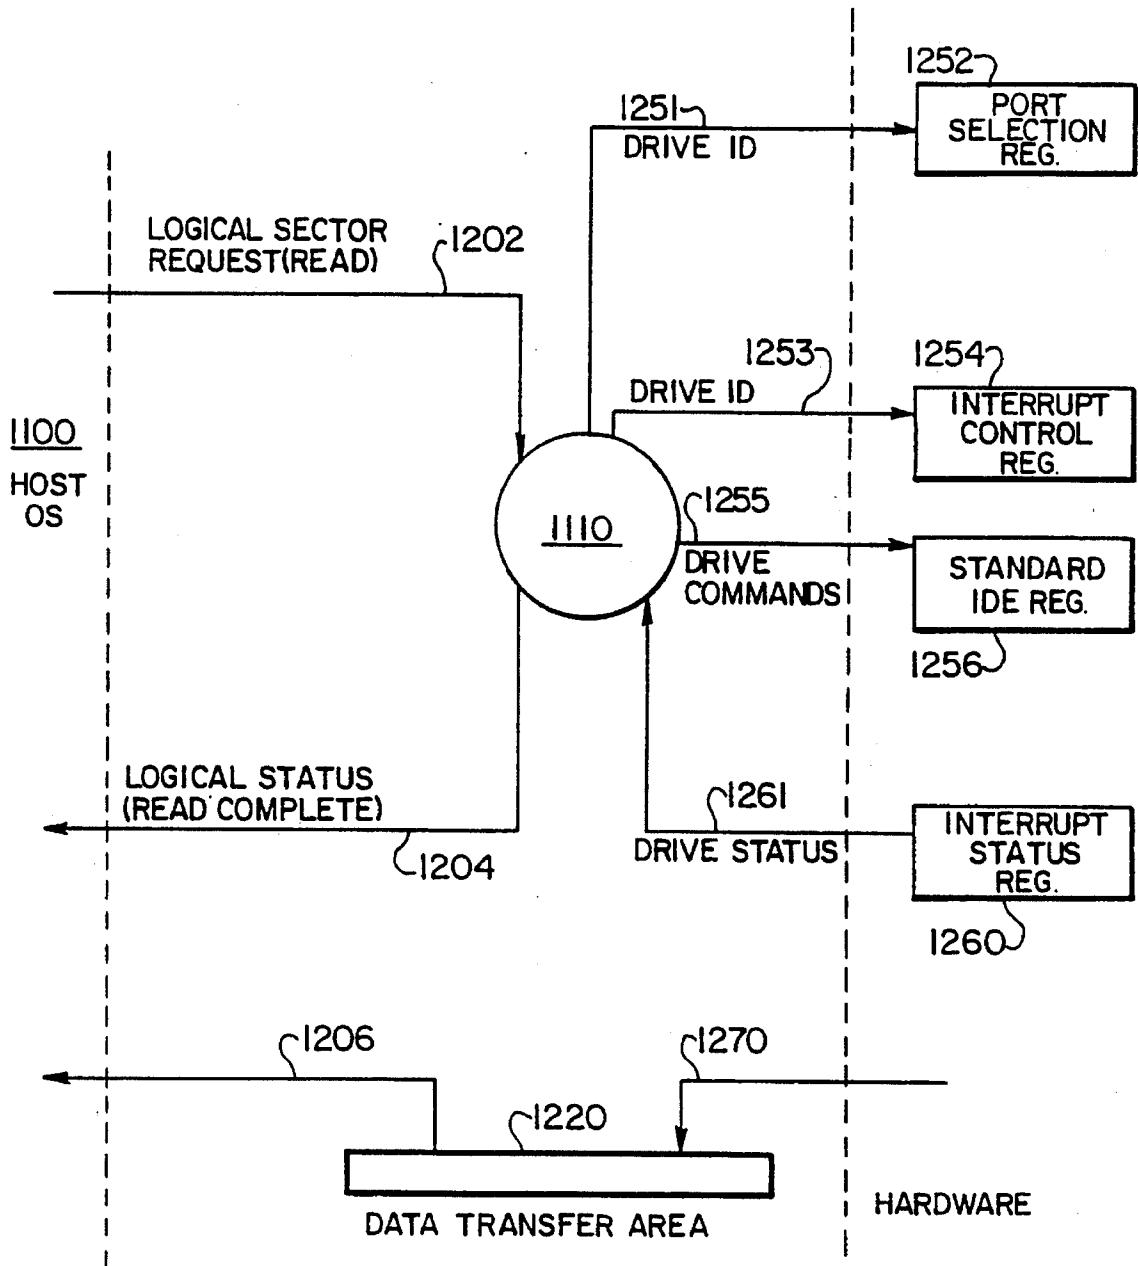 1252
PORT
SELECTION
REG.
1251
DRIVE ID
LOGICAL SECTOR
REQUEST(READ)
1202
1253
DRIVE ID
1254
INTERRUPT
CONTROL
REG.
1100
HOST
OS
1110
1255
DRIVE
COMMANDS
STANDARD
IDE REG.
1256
LOGICAL STATUS
(READ COMPLETE)
1204
1261
DRIVE STATUS
INTERRUPT
STATUS
REG.
1260
1206
1270
1220
DATA TRANSFER AREA
HARDWARE